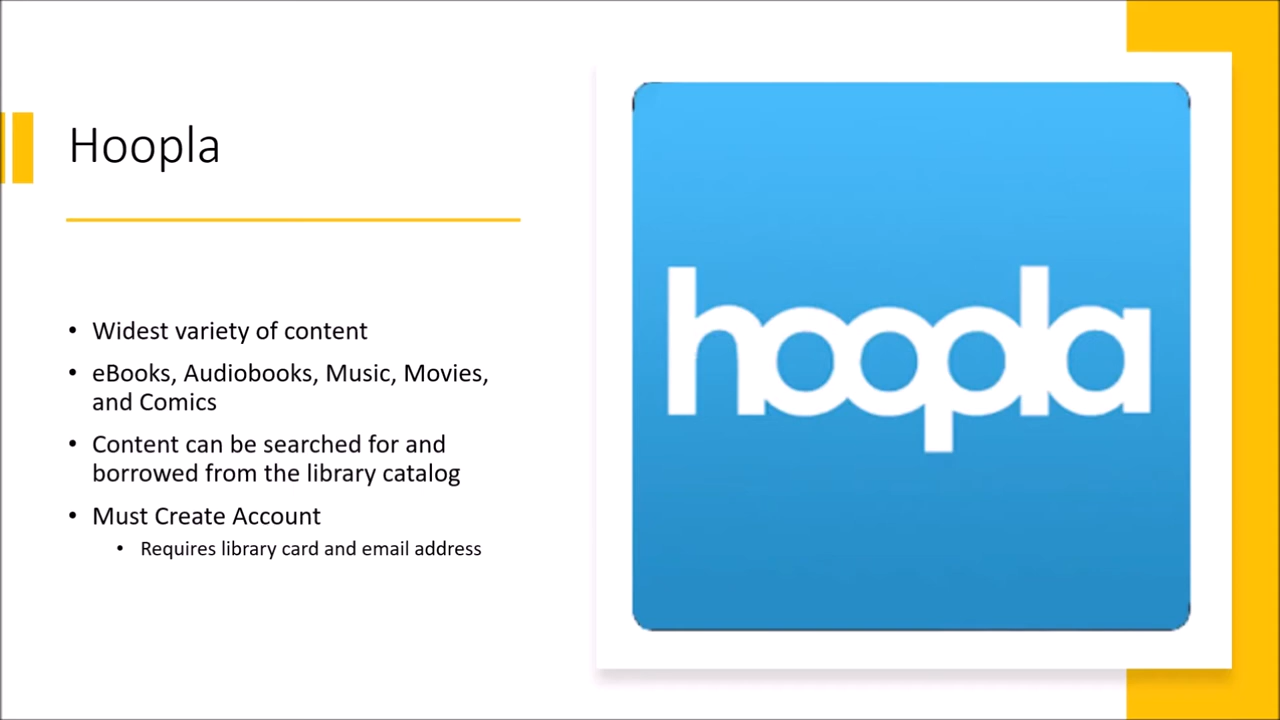 Hoopla
• Widest variety of content
• eBooks, Audiobooks, Music, Movies,
and Comics
• Content can be searched for and
borrowed from the library catalog
• Must Create Account
• Requires library card and email address
hoopla